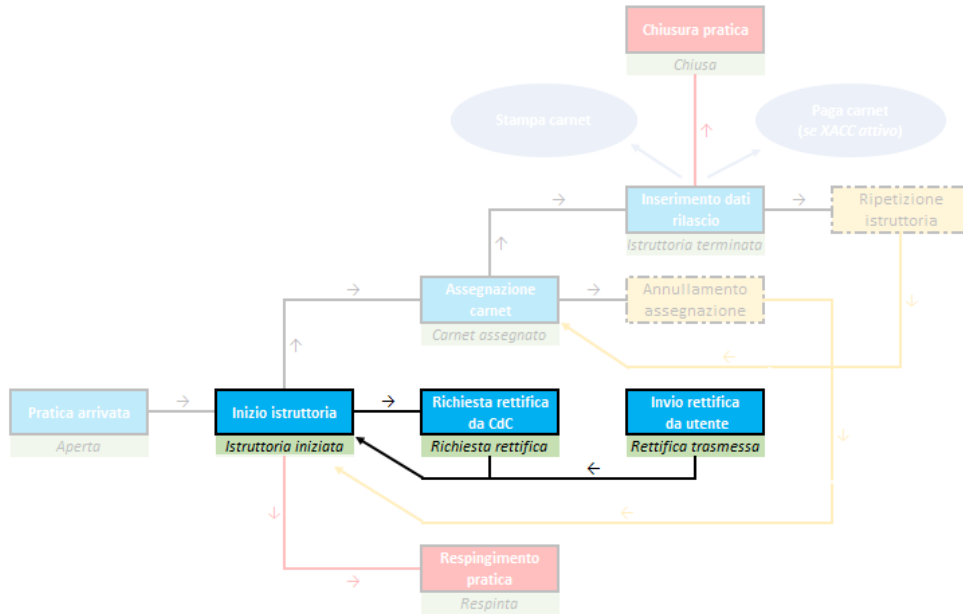 Chiusura pratica
Chiusa
Stampa carnet
Paga carnet
(se XACC attivo)
Inserimento dati
rilascio
Istruttoria terminata
Ripetizione
istruttoria
Assegnazione
carnet
Carnet assegnato
Annullamento
assegnazione
Pratica arrivata
Aperta
Inizio istruttoria
Istruttoria iniziata
Richiesta rettifica
da CdC
Richiesta rettifica
Invio rettifica
da utente
Rettifica trasmessa
Respingimento
pratica
Respinta